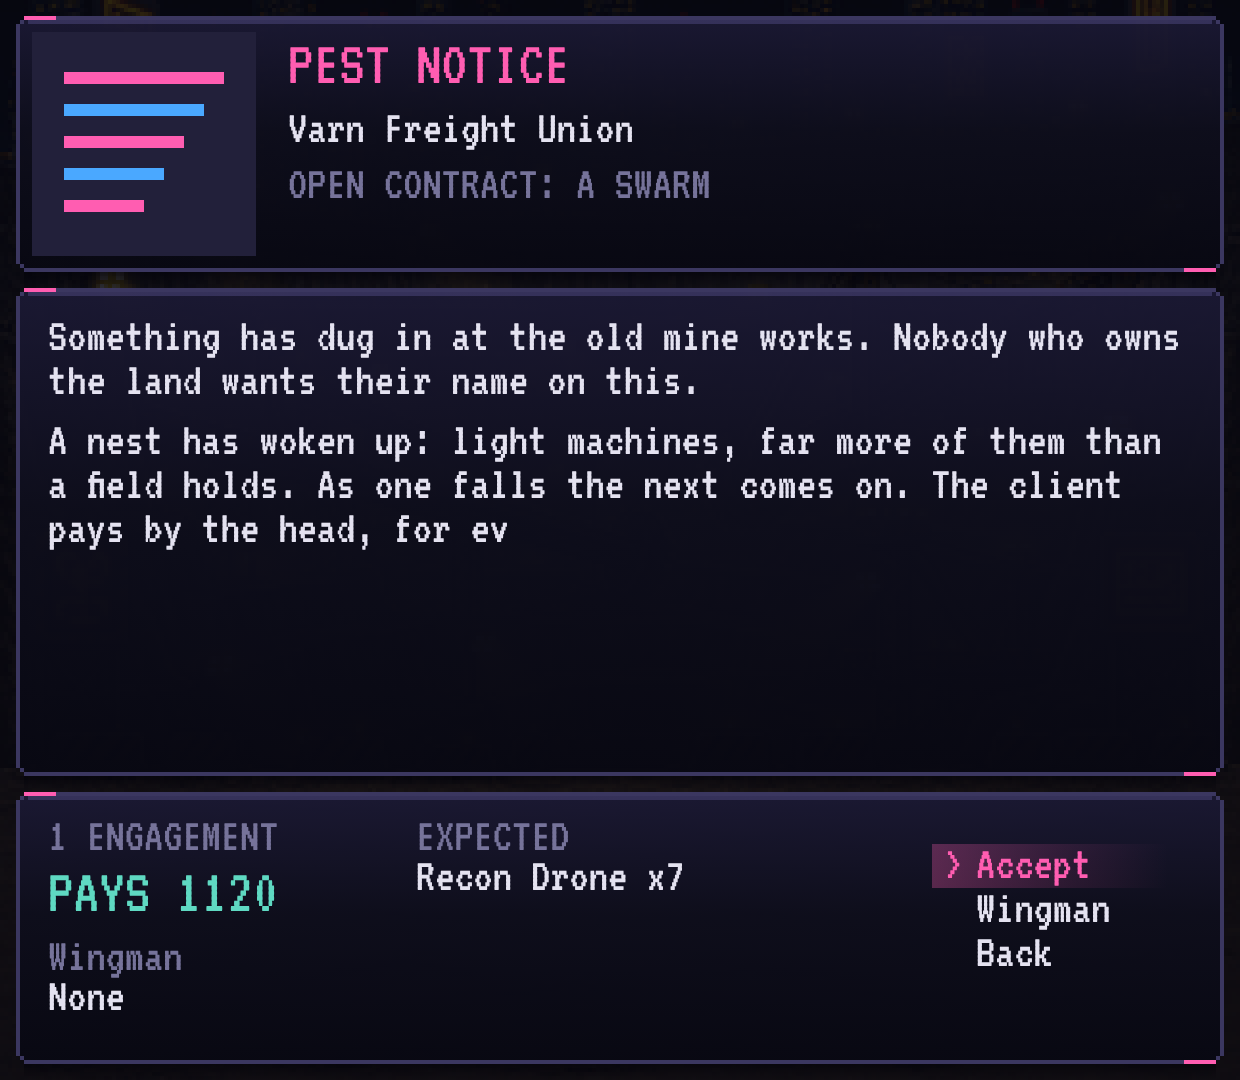 PEST NOTICE
Varn Freight Union
OPEN CONTRACT: A SWARM
Something has dug in at the old mine works. Nobody who owns
the land wants their name on this.
A nest has woken up: light machines, far more of them than
a field holds. As one falls the next comes on. The client
pays by the head, for ev
1 ENGAGEMENT
PAYS 1120
Wingman
None
EXPECTED
Recon Drone x7
> Accept
Wingman
Back